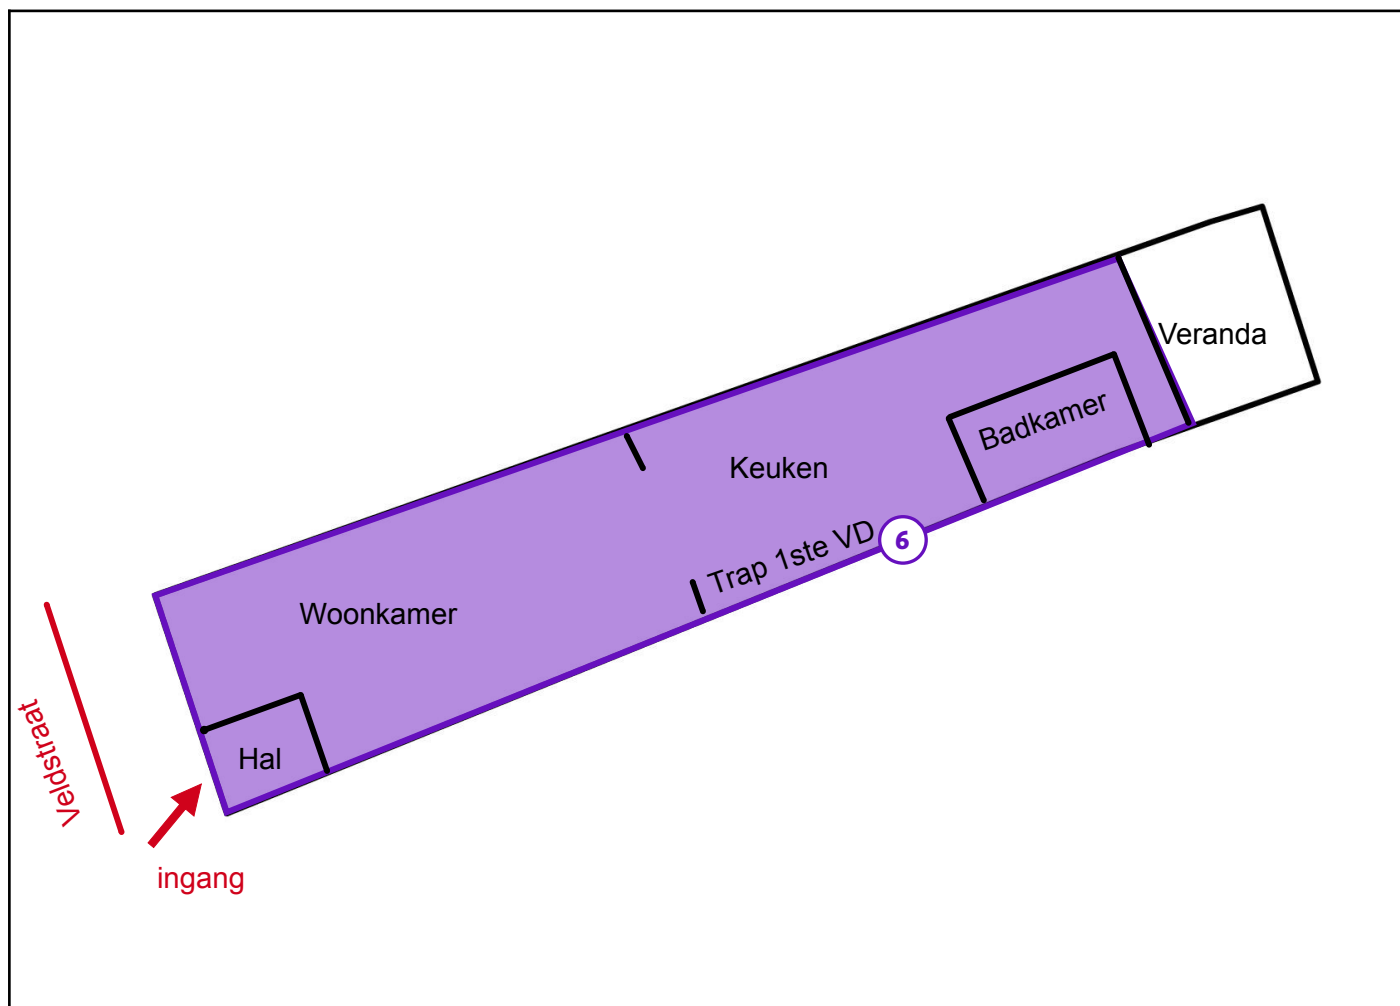 Veranda
Badkamer
Keuken
Trap 1ste VD
6
Woonkamer
Hal
Veldstraat
ingang